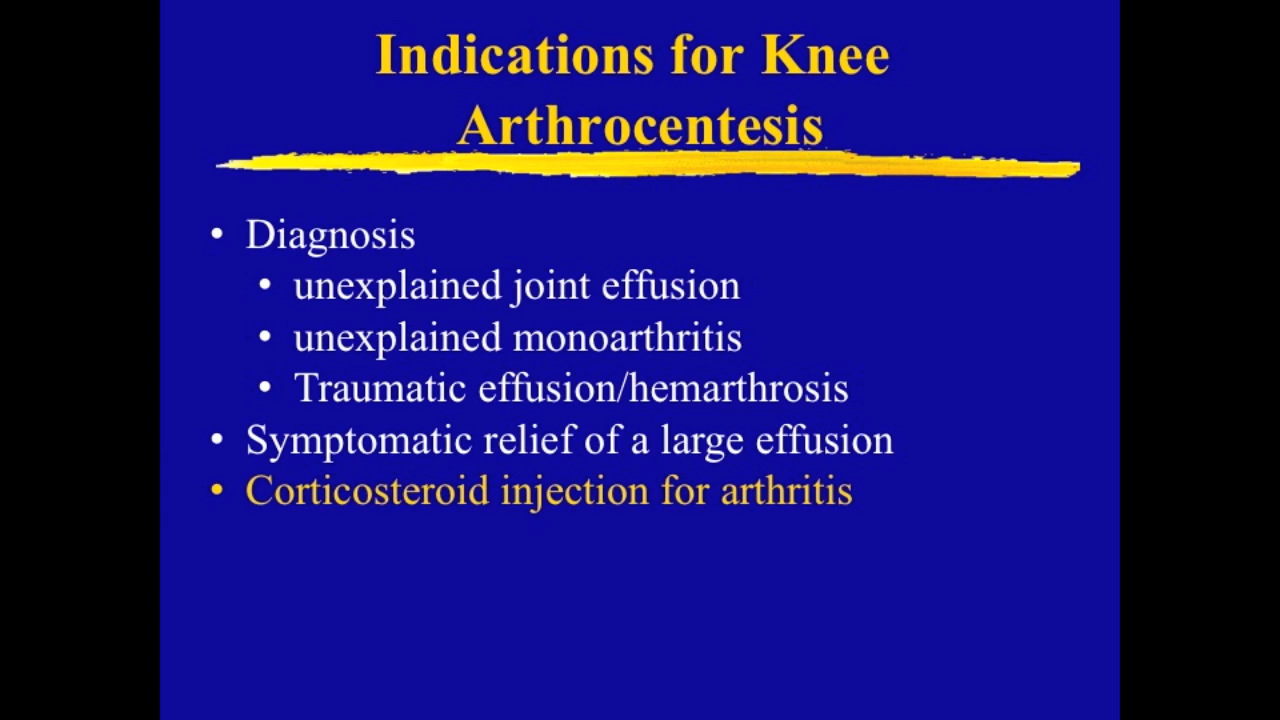 Indications for Knee
Arthrocentesis
• Diagnosis
• unexplained joint effusion
• unexplained monoarthritis
• Traumatic effusion/hemarthrosis
• Symptomatic relief of a large effusion
• Corticosteroid injection for arthritis